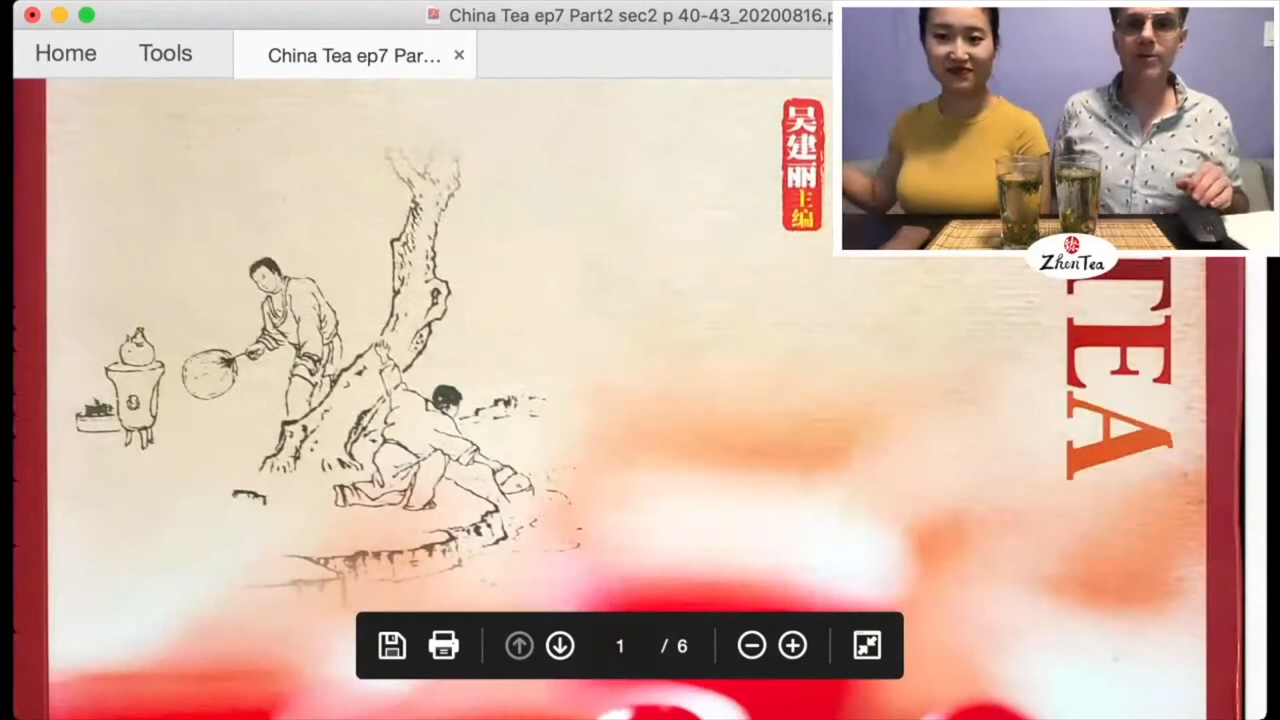 China Tea ep7 Part2 sec2 p 40-43_20200816.p
Home
Tools
China Tea ep7 Par...
×
吴建丽主编
ZhenTea
TEA
1
/ 6